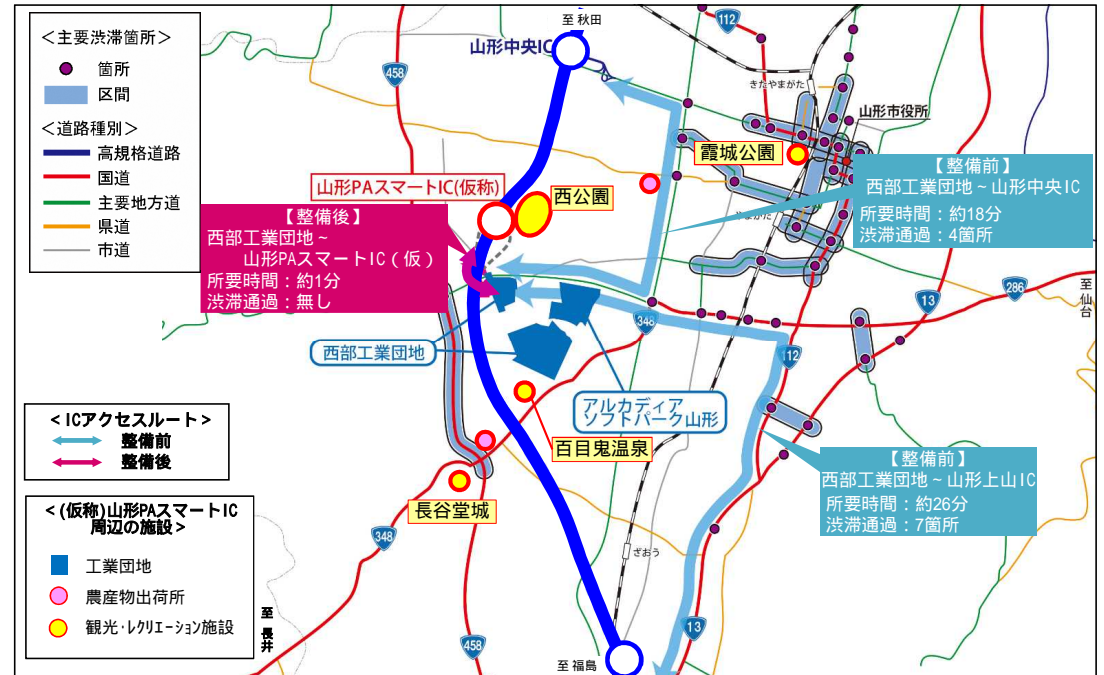 <主要渋滞箇所>
箇所
区間
<道路種別>
高規格道路
国道
主要地方道
県道
市道
<ICアクセスルート>
整備前
整備後
<(仮称)山形PAスマートIC
周辺の施設>
工業団地
農産物出荷所
観光･ﾚｸﾘｴｰｼｮﾝ施設
至 秋田
山形中央IC
112
458
きたやまがた
山形市役所
霞城公園
山形PAスマートIC(仮称)
西公園
【整備前】
西部工業団地~山形中央IC
所要時間：約18分
渋滞通過：4箇所
やまがた
【整備後】
西部工業団地~
山形PAスマートIC（仮）
所要時間：約1分
渋滞通過：無し
286
至
仙台
13
348
西部工業団地
112
アルカディア
ソフトパーク山形
百目鬼温泉
【整備前】
西部工業団地~山形上山IC
所要時間：約26分
渋滞通過：7箇所
長谷堂城
348
ざおう
至
長井
458
13
至 福島